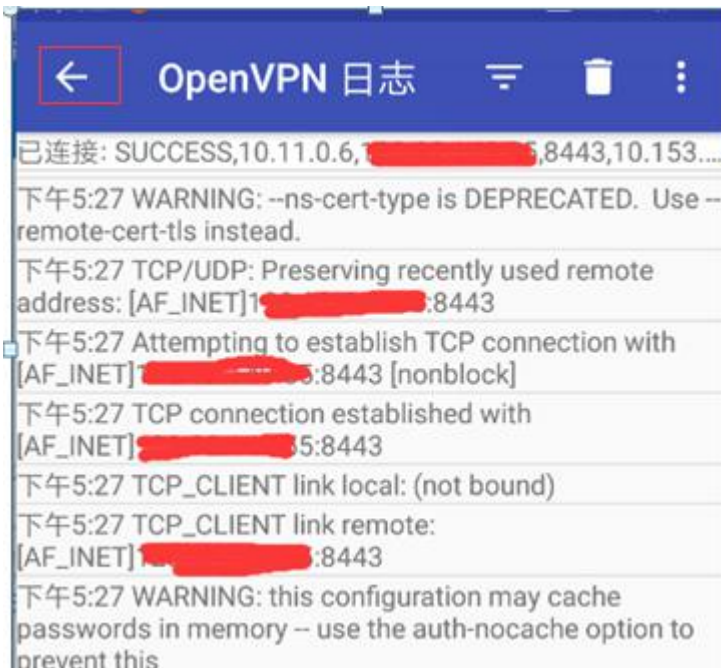 OpenVPN 日志
已连接: SUCCESS,10.11.0.6,1 5,8443,10.153....
下午5:27 WARNING: --ns-cert-type is DEPRECATED.  Use --
remote-cert-tls instead.
下午5:27 TCP/UDP: Preserving recently used remote
address: [AF_INET]1 :8443
下午5:27 Attempting to establish TCP connection with
[AF_INET] 5:8443 [nonblock]
下午5:27 TCP connection established with
[AF_INET] 5:8443
下午5:27 TCP_CLIENT link local: (not bound)
下午5:27 TCP_CLIENT link remote:
[AF_INET]1 :8443
下午5:27 WARNING: this configuration may cache
passwords in memory -- use the auth-nocache option to
prevent this